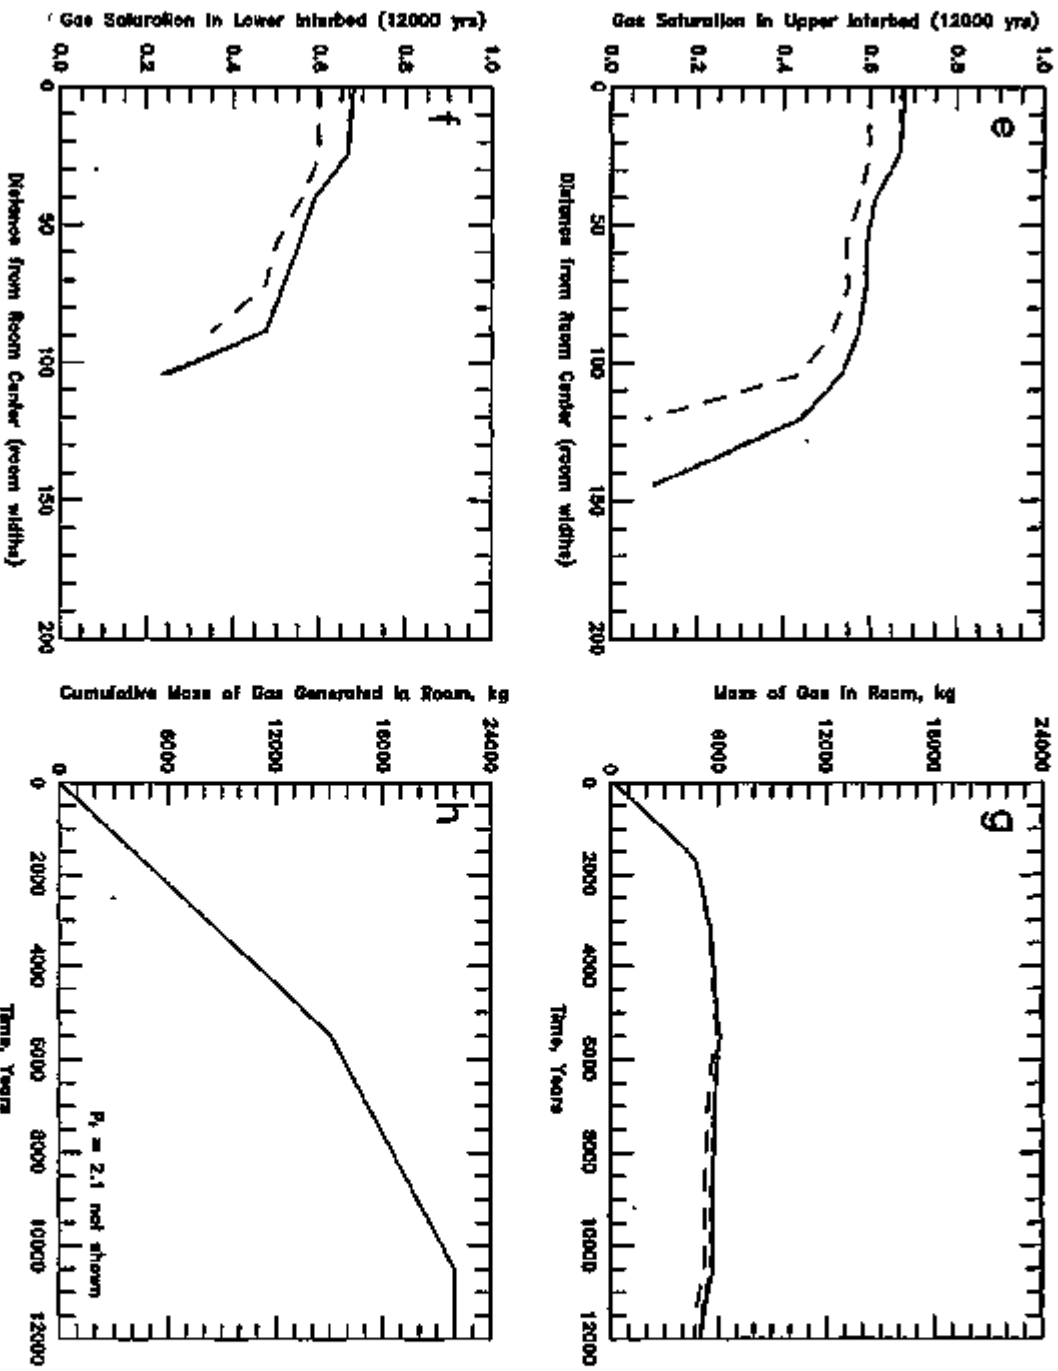 Gas Saturation in Upper Interbed (12000 yrs)
1.0
0.8
0.6
0.4
0.2
0.0
e
0 50 100 150 200
Distance from Room Center (room widths)
Mass of Gas in Room, kg
24000
18000
12000
6000
0
g
0 2000 4000 6000 8000 10000 12000
Time, Years
Gas Saturation in Lower Interbed (12000 yrs)
1.0
0.8
0.6
0.4
0.2
0.0
f
0 50 100 150 200
Distance from Room Center (room widths)
Cumulative Mass of Gas Generated in Room, kg
24000
18000
12000
6000
0
h
P, = 2.1 not shown
0 2000 4000 6000 8000 10000 12000
Time, Years